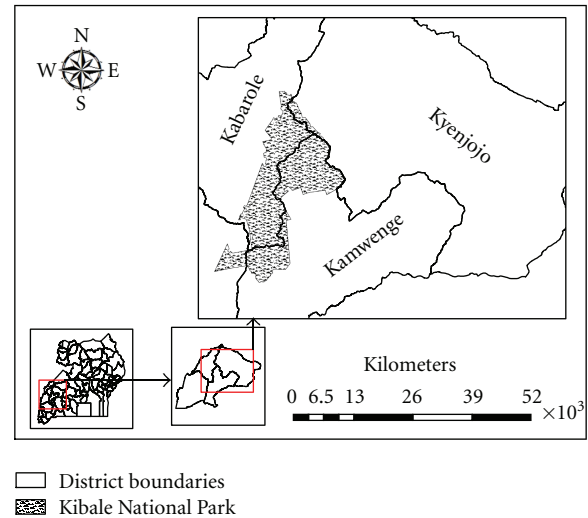 N
W E
S
Kabarole
Kyenjojo
Kamwenge
Kilometers
0 6.5 13 26 39 52
×10³
District boundaries
Kibale National Park